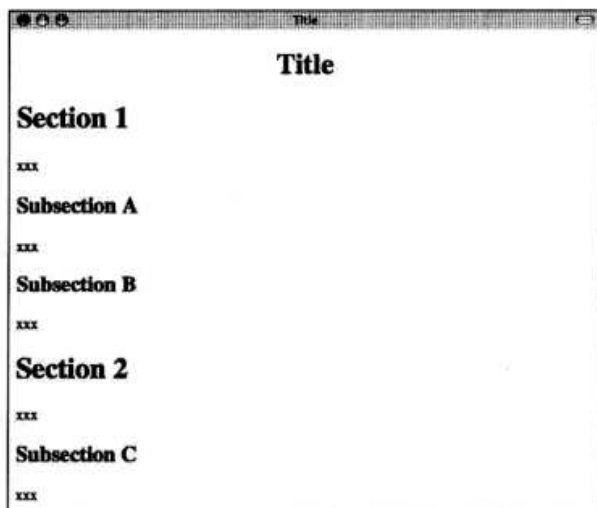 Title
Title
Section 1
xxx
Subsection A
xxx
Subsection B
xxx
Section 2
xxx
Subsection C
xxx